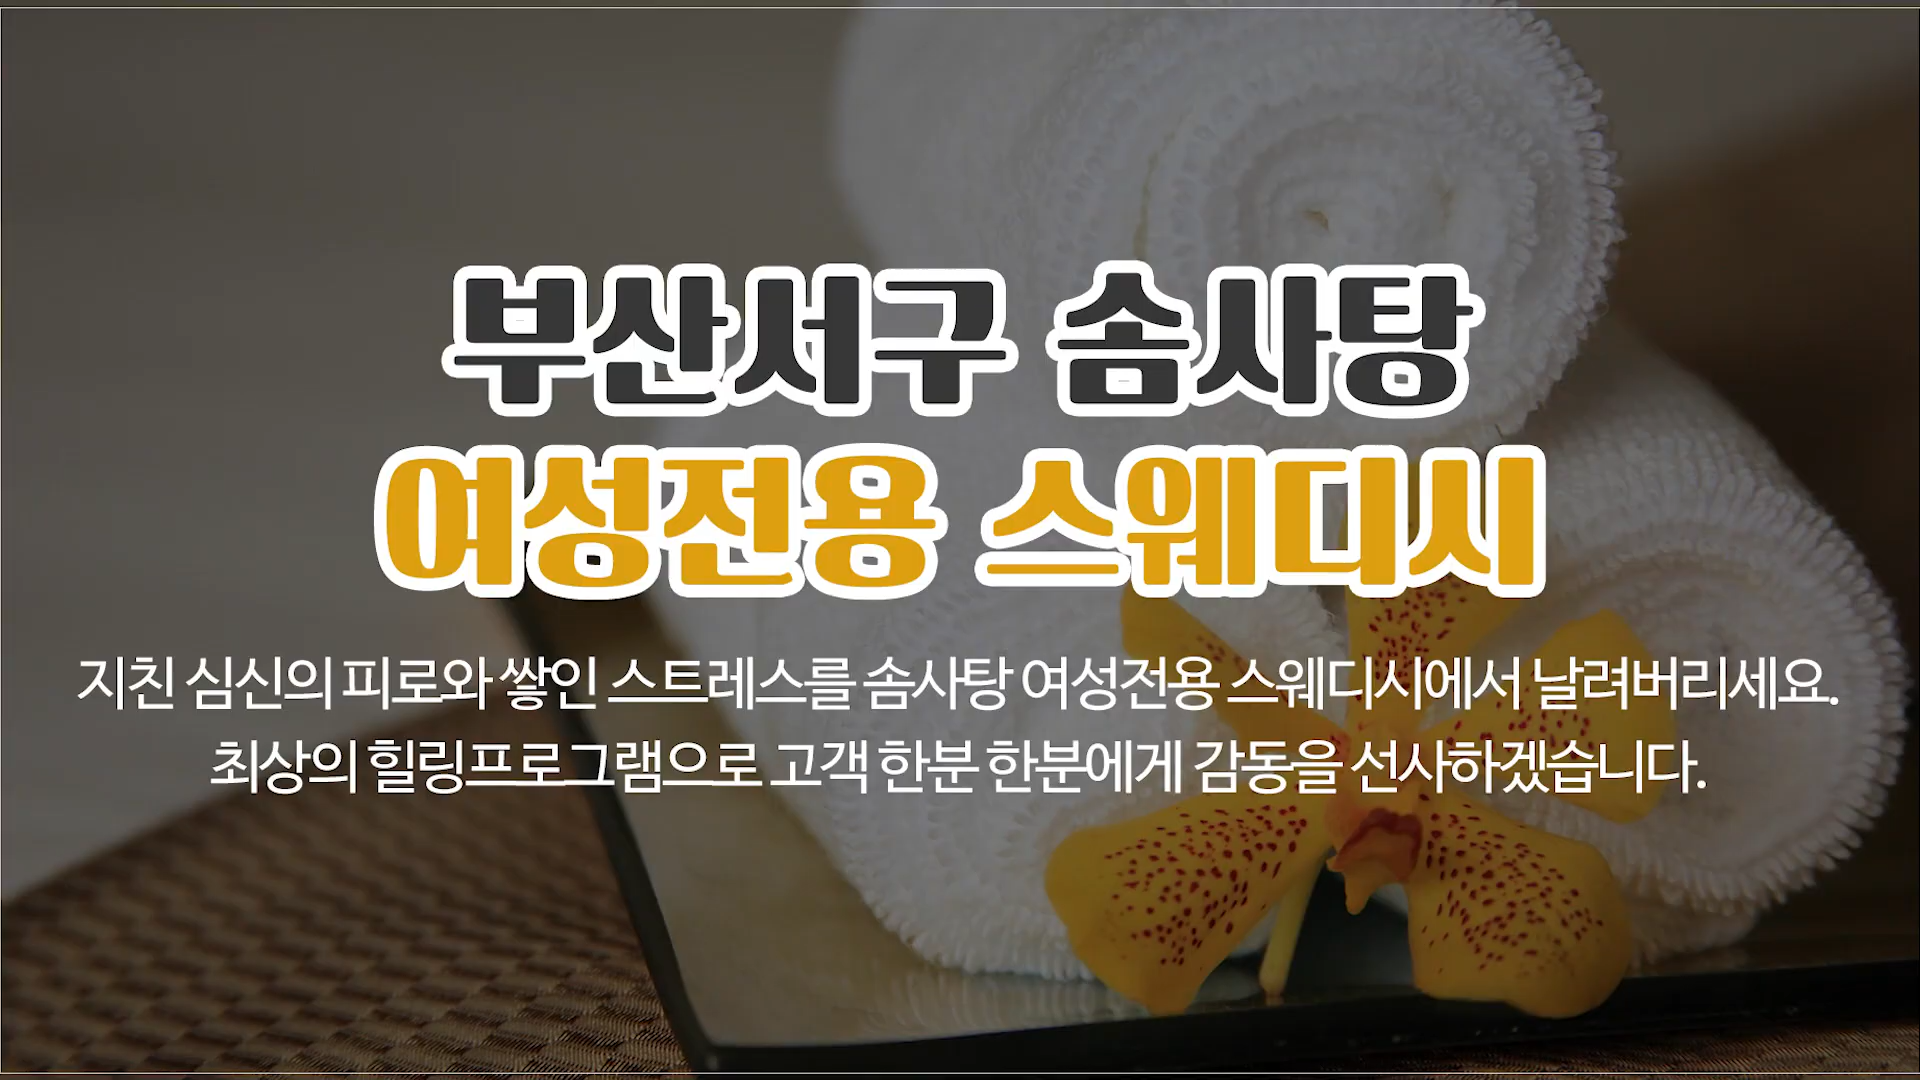 부산서구 솜사탕
여성전용 스웨디시
지친 심신의 피로와 쌓인 스트레스를 솜사탕 여성전용 스웨디시에서 날려버리세요.
최상의 힐링프로그램으로 고객 한분 한분에게 감동을 선사하겠습니다.